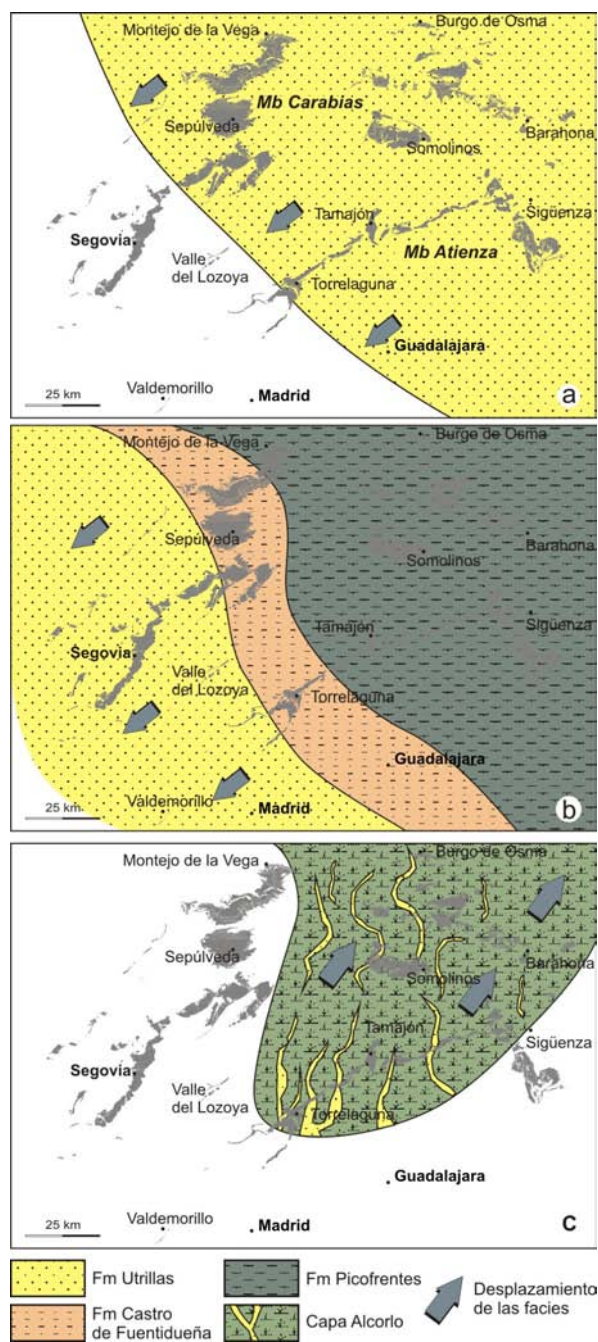 Montejo de la Vega
Burgo de Osma
Mb Carabias
Sepúlveda
Barahona
Somolinos
Tamajón
Sigüenza
Segovia
Mb Atienza
Valle
del Lozoya
Torrelaguna
Guadalajara
25 km
Valdemorillo
Madrid
a
Montejo de la Vega
Burgo de Osma
Sepúlveda
Barahona
Somolinos
Tamajón
Sigüenza
Segovia
Valle
del Lozoya
Torrelaguna
Guadalajara
25 km
Valdemorillo
Madrid
b
Montejo de la Vega
Burgo de Osma
Sepúlveda
Barahona
Somolinos
Tamajón
Sigüenza
Segovia
Valle
del Lozoya
Torrelaguna
Guadalajara
25 km
Valdemorillo
Madrid
c
Fm Utrillas
Fm Picofrentes
Desplazamiento
de las facies
Fm Castro
de Fuentidueña
Capa Alcorlo